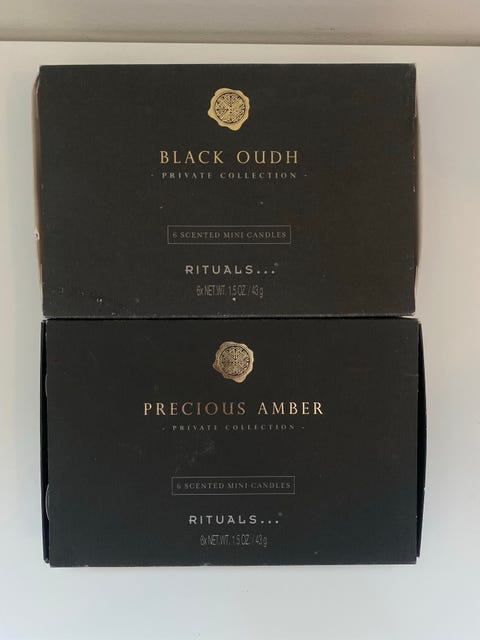 BLACK OUDH
- PRIVATE COLLECTION -
6 SCENTED MINI CANDLES
RITUALS...®
6x NET.WT. 1.5 OZ. / 43 g
PRECIOUS AMBER
- PRIVATE COLLECTION -
6 SCENTED MINI CANDLES
RITUALS...®
6x NET.WT. 1.5 OZ. / 43 g